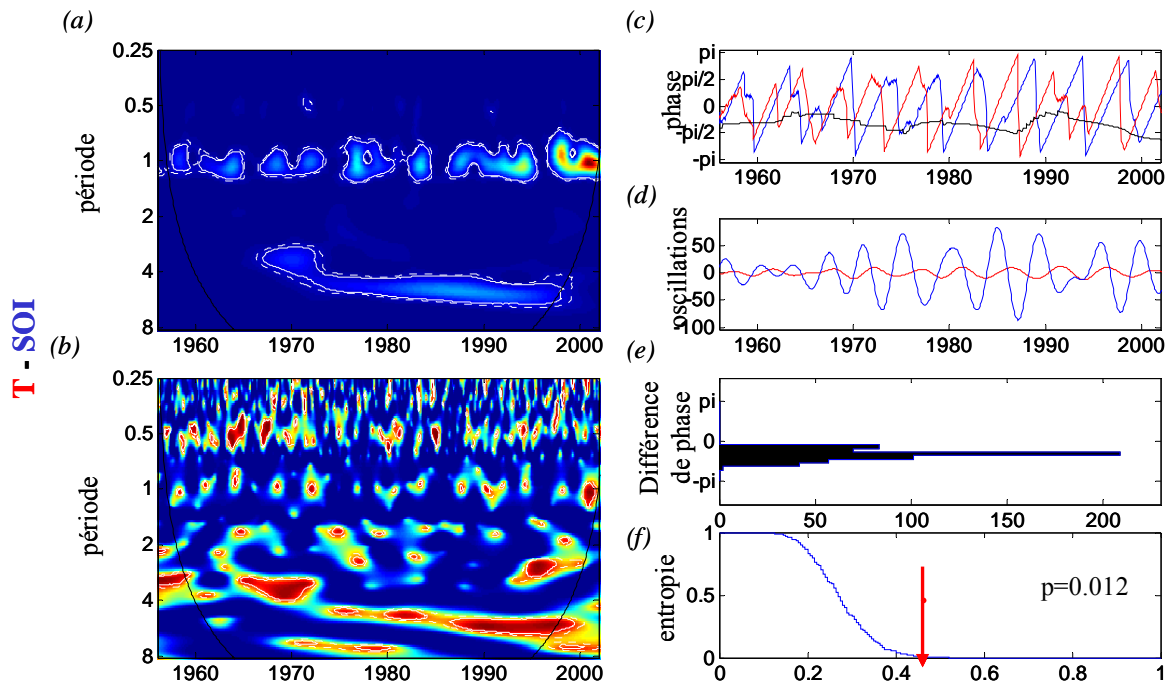 (a)
0.25
0.5
1
2
4
8
période
1960 1970 1980 1990 2000
(b)
0.25
0.5
1
2
4
8
période
1960 1970 1980 1990 2000
T - SOI
(c)
pi
pi/2
0
-pi/2
-pi
phase
1960 1970 1980 1990 2000
(d)
50
0
-50
-100
oscillations
1960 1970 1980 1990 2000
(e)
pi
0
-pi
Différence
de phase
0 50 100 150 200
(f)
1
0.5
0
entropie
p=0.012
0 0.2 0.4 0.6 0.8 1